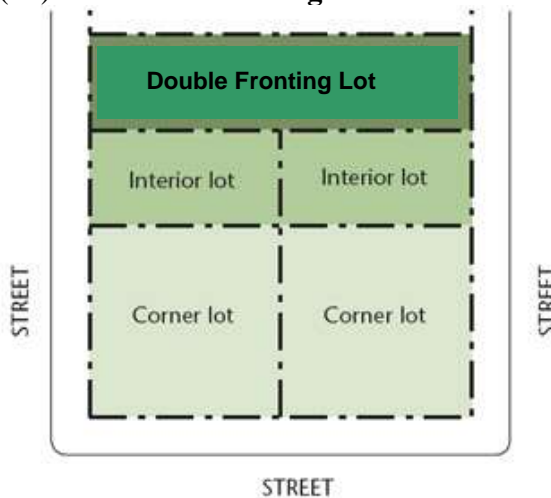 Double Fronting Lot
Interior lot
Interior lot
Corner lot
Corner lot
STREET
STREET
STREET